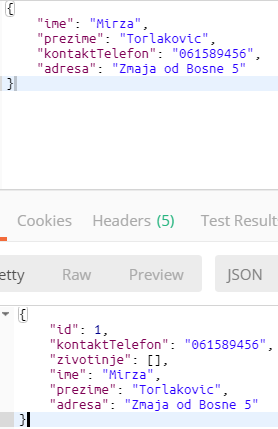 {
"ime": "Mirza",
"prezime": "Torlakovic",
"kontaktTelefon": "061589456",
"adresa": "Zmaja od Bosne 5"
}
Cookies Headers (5) Test Result
etty Raw Preview JSON
{
"id": 1,
"kontaktTelefon": "061589456",
"zivotinje": [],
"ime": "Mirza",
"prezime": "Torlakovic",
"adresa": "Zmaja od Bosne 5"
}